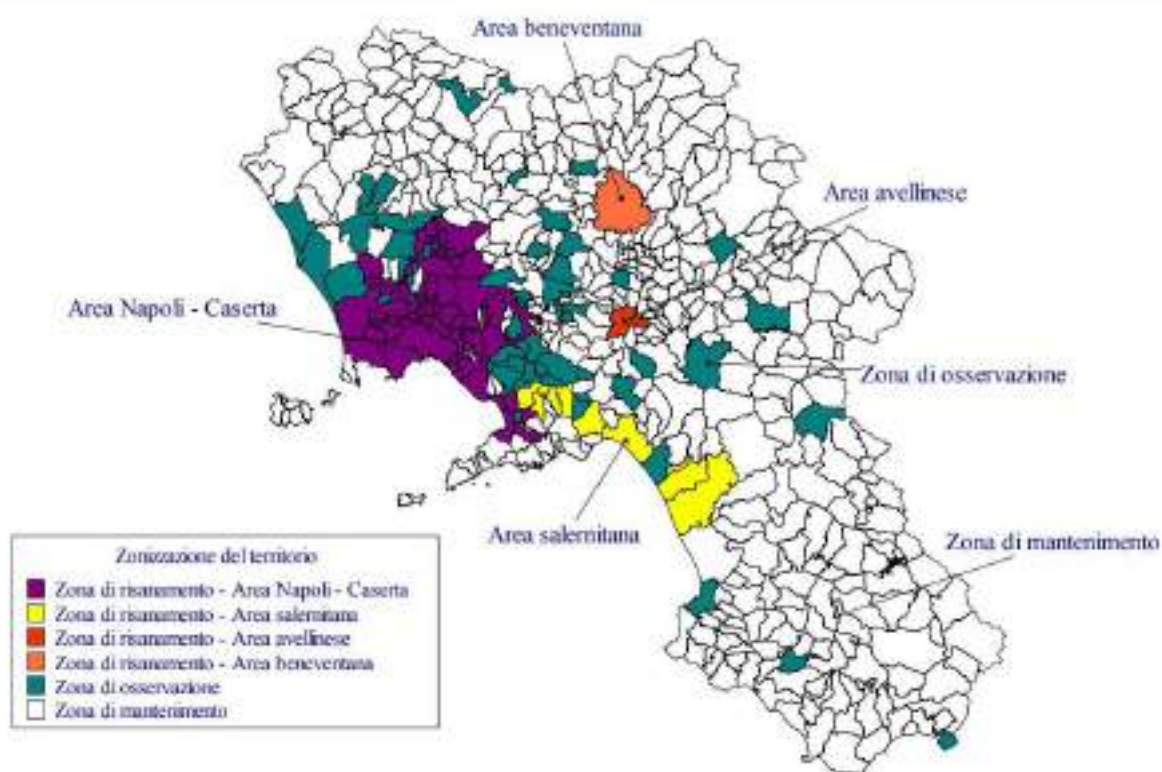 Area beneventana
Area avellinese
Area Napoli - Caserta
Zona di osservazione
Area salernitana
Zona di mantenimento
Zonizzazione del territorio
Zona di risanamento - Area Napoli - Caserta
Zona di risanamento - Area salernitana
Zona di risanamento - Area avellinese
Zona di risanamento - Area beneventana
Zona di osservazione
Zona di mantenimento